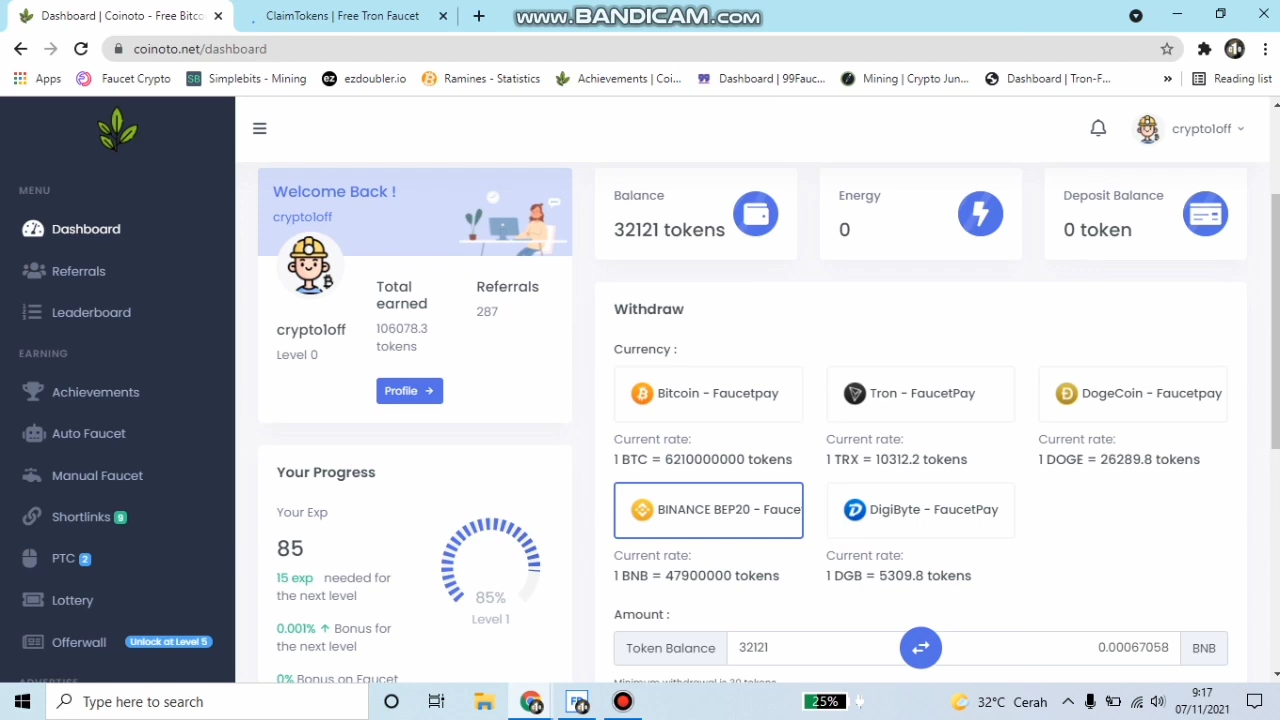 www.BANDICAM.com
Dashboard | Coinoto - Free Bitco
ClaimTokens | Free Tron Faucet
coinoto.net/dashboard
Apps
Faucet Crypto
Simplebits - Mining
ezdoubler.io
Ramines - Statistics
Achievements | Coi...
Dashboard | 99Fauc...
Mining | Crypto Jun...
Dashboard | Tron-F...
»
Reading list
cryptoloff
MENU
Dashboard
Referrals
Leaderboard
EARNING
Achievements
Auto Faucet
Manual Faucet
Shortlinks 9
PTC 2
Lottery
Offerwall Unlock at Level 5
ADVERTISE
Welcome Back !
cryptoloff
Total earned
106078.3 tokens
Referrals
287
cryptoloff
Level 0
Profile →
Your Progress
Your Exp
85
15 exp needed for
the next level
0.001% ↑ Bonus for
the next level
0% Bonus on Faucet
85%
Level 1
Balance
32121 tokens
Energy
0
Deposit Balance
0 token
Withdraw
Currency :
Bitcoin - Faucetpay
Tron - FaucetPay
DogeCoin - Faucetpay
Current rate:
1 BTC = 6210000000 tokens
Current rate:
1 TRX = 10312.2 tokens
Current rate:
1 DOGE = 26289.8 tokens
BINANCE BEP20 - Fauce
DigiByte - FaucetPay
Current rate:
1 BNB = 47900000 tokens
Current rate:
1 DGB = 5309.8 tokens
Amount :
Token Balance 32121 0.00067058 BNB
Minimum withdrawal is 30 tokens
Type here to search
25%
32°C Cerah
9:17
07/11/2021